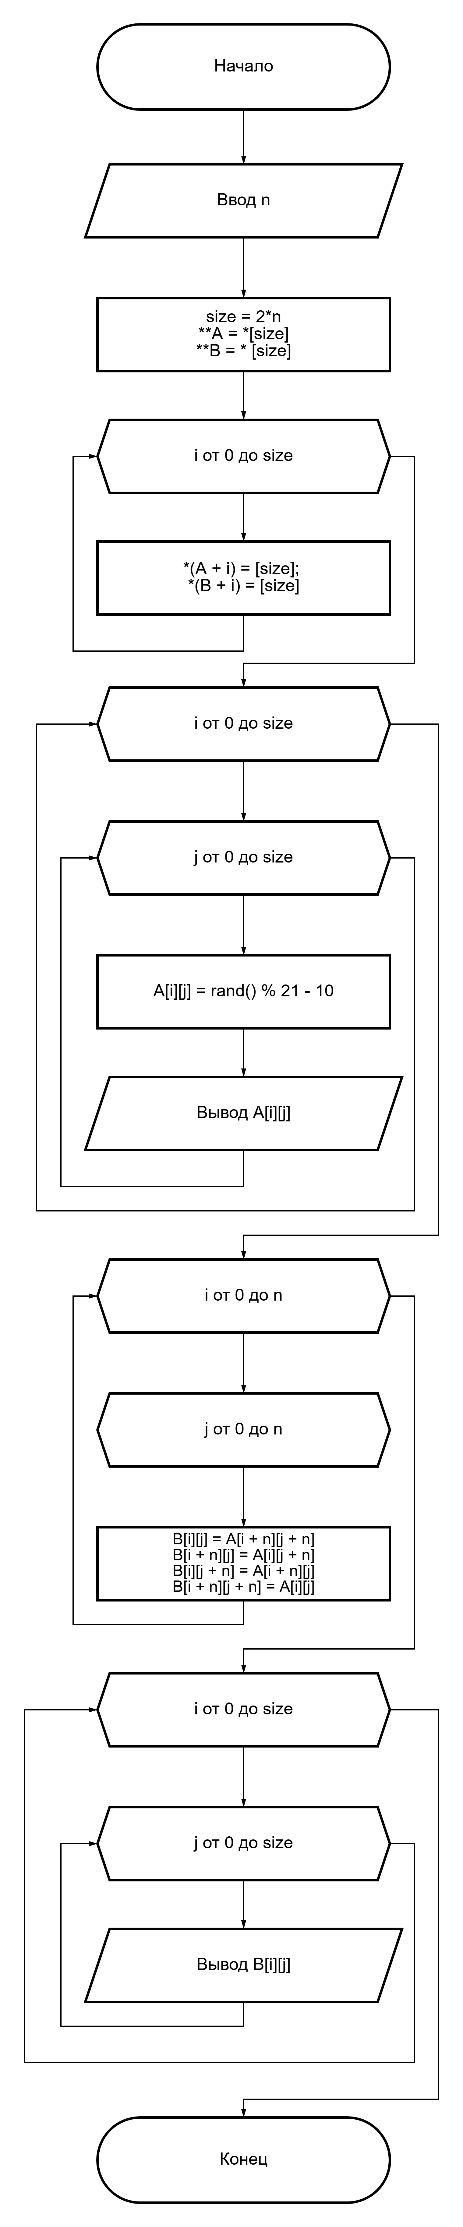 Начало
Ввод n
size = 2*n
**A = *[size]
**B = * [size]
i от 0 до size
*(A + i) = [size];
*(B + i) = [size]
i от 0 до size
j от 0 до size
A[i][j] = rand() % 21 - 10
Вывод A[i][j]
i от 0 до n
j от 0 до n
B[i][j] = A[i + n][j + n]
B[i + n][j] = A[i][j + n]
B[i][j + n] = A[i + n][j]
B[i + n][j + n] = A[i][j]
i от 0 до size
j от 0 до size
Вывод B[i][j]
Конец